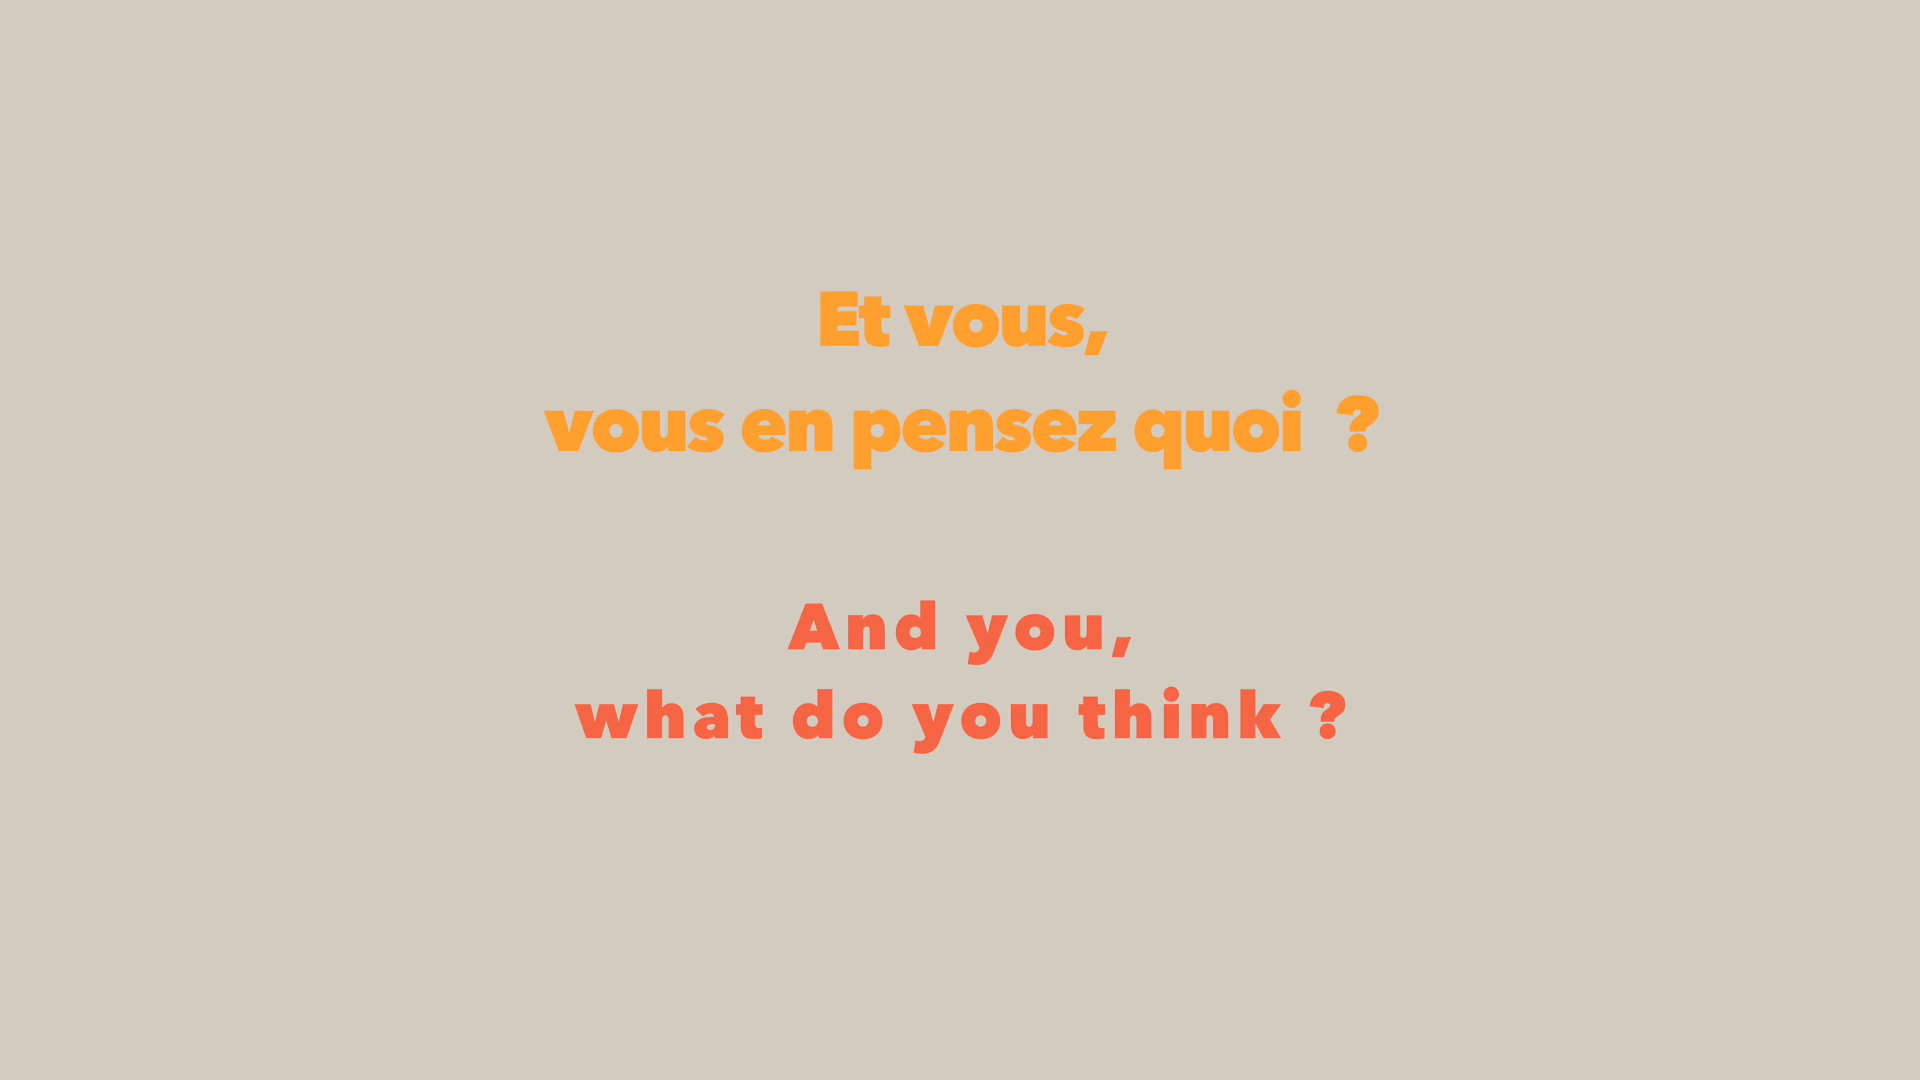 Et vous,
vous en pensez quoi ?
And you,
what do you think ?